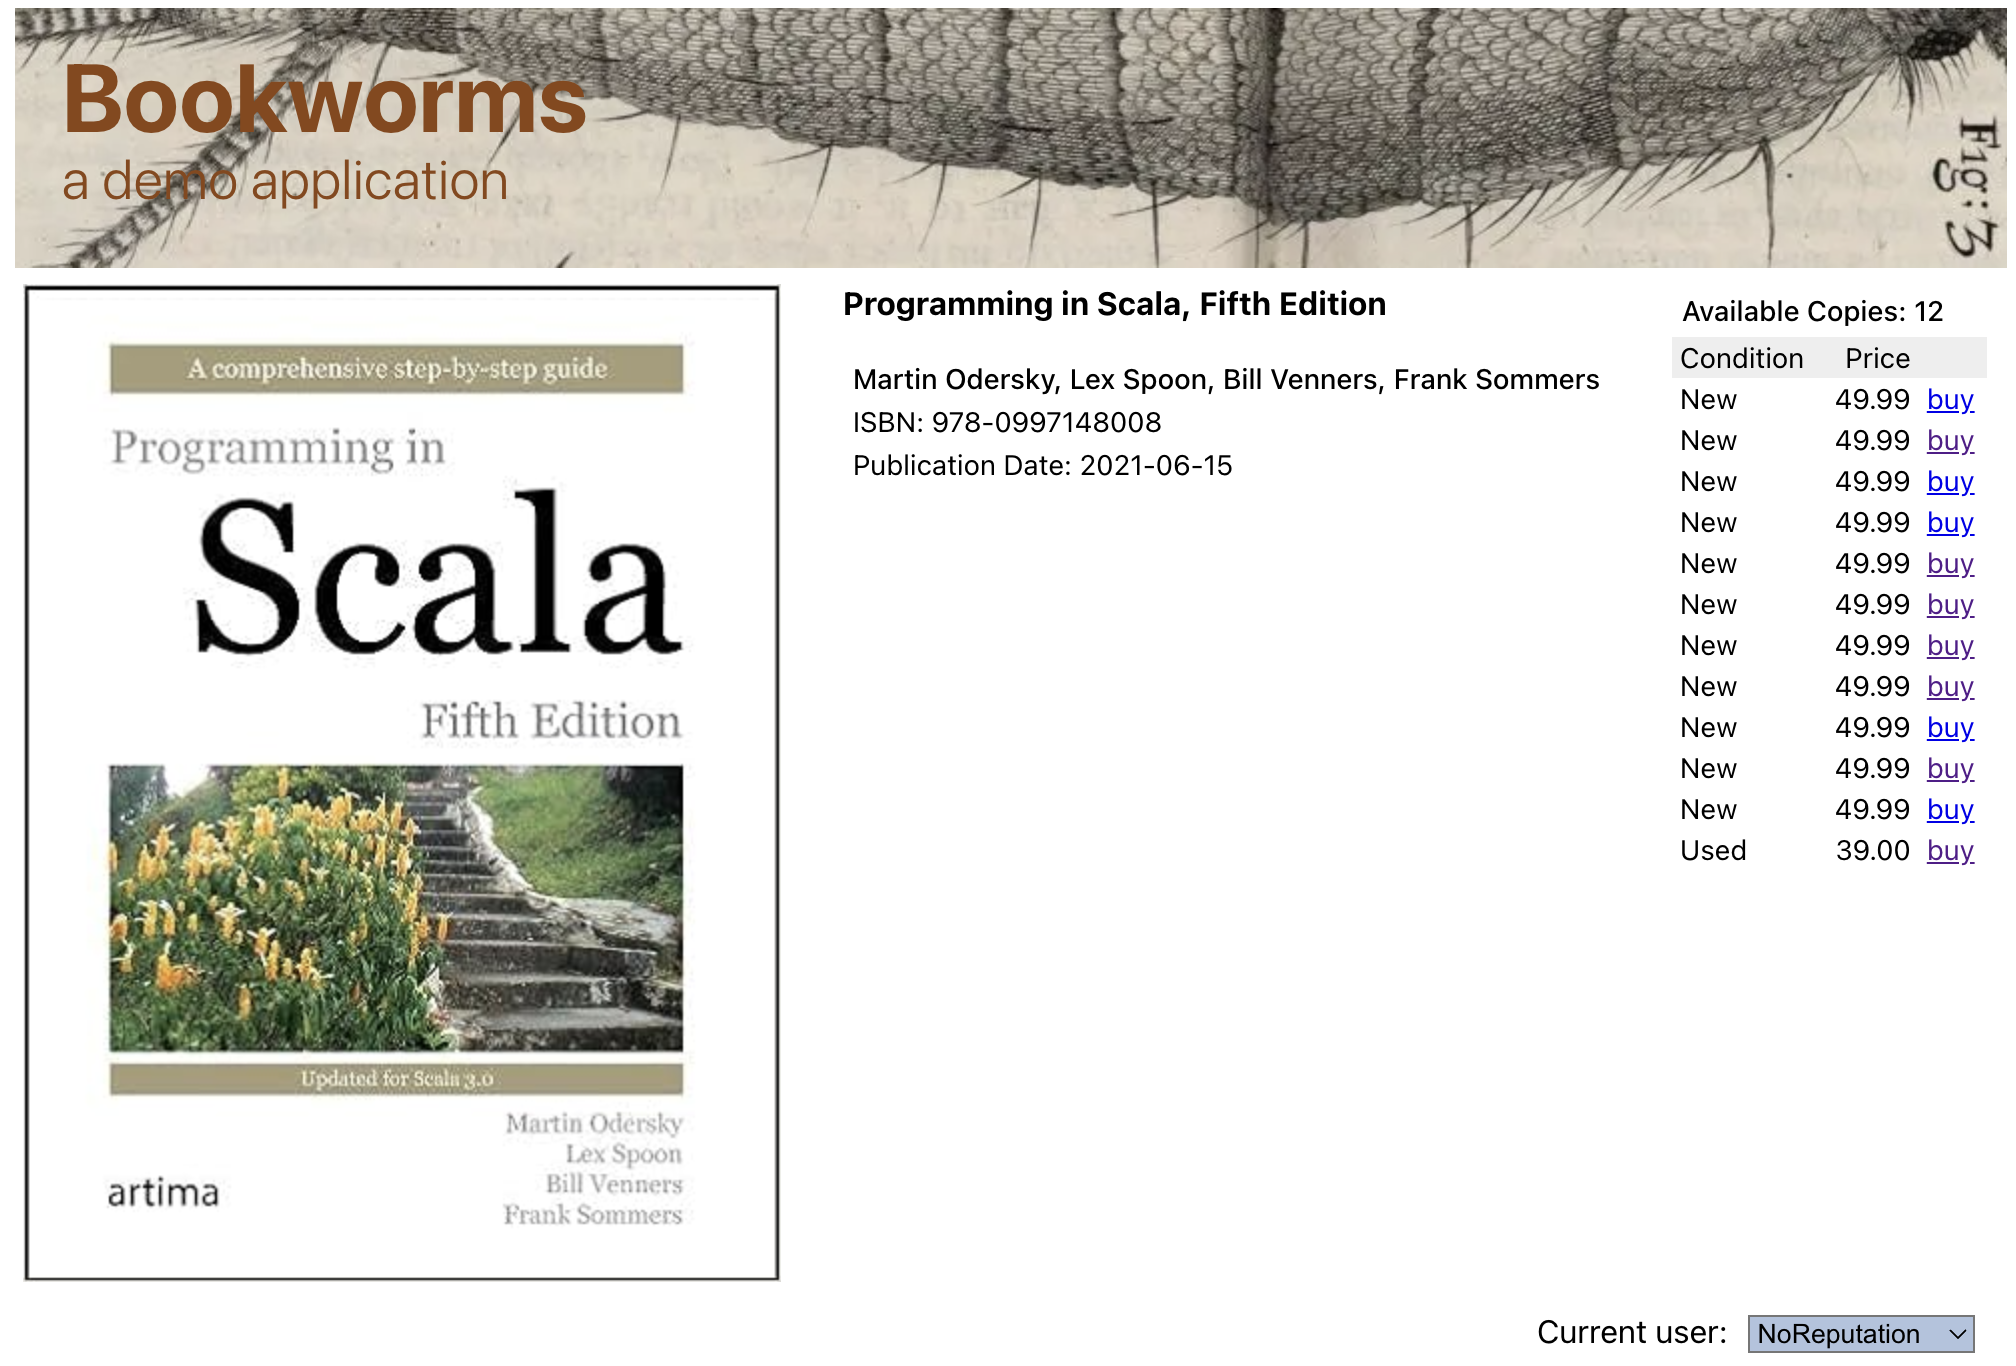 Bookworms
a demo application
Fig: 3
A comprehensive step-by-step guide
Programming in
Scala
Fifth Edition
Updated for Scala 3.0
Martin Odersky
Lex Spoon
Bill Venners
Frank Sommers
artima
Programming in Scala, Fifth Edition
Martin Odersky, Lex Spoon, Bill Venners, Frank Sommers
ISBN: 978-0997148008
Publication Date: 2021-06-15
Available Copies: 12
Condition Price
New 49.99 buy
New 49.99 buy
New 49.99 buy
New 49.99 buy
New 49.99 buy
New 49.99 buy
New 49.99 buy
New 49.99 buy
New 49.99 buy
New 49.99 buy
New 49.99 buy
Used 39.00 buy
Current user: NoReputation